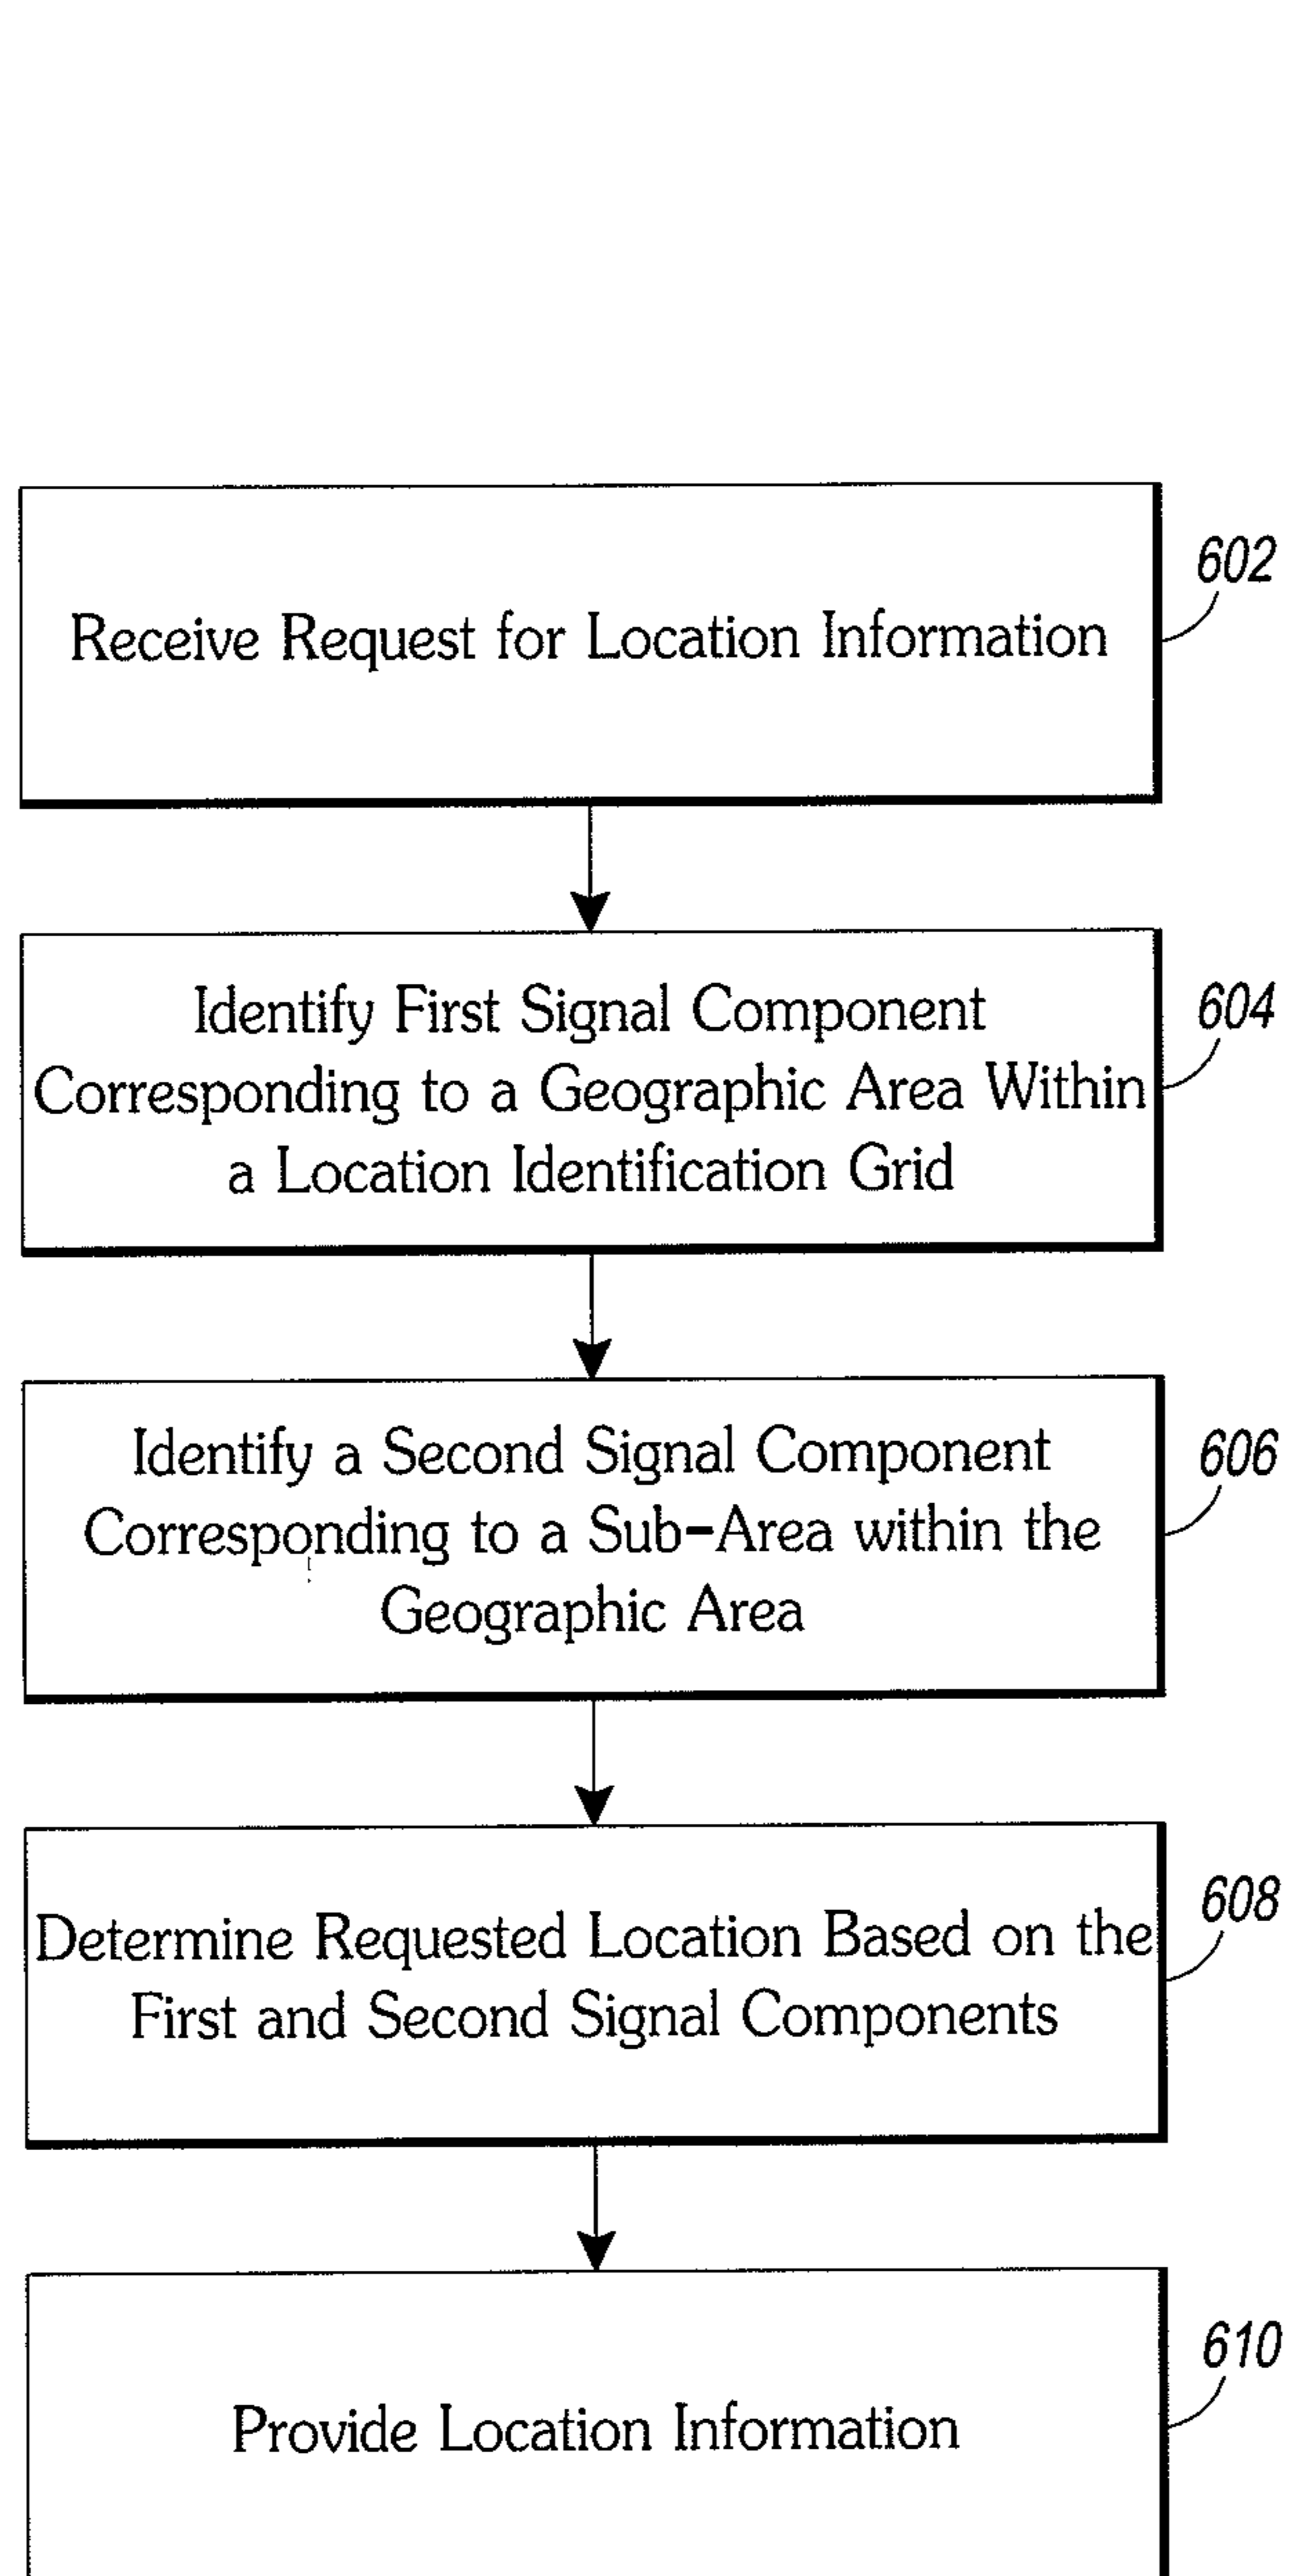 Receive Request for Location Information
602
Identify First Signal Component
Corresponding to a Geographic Area Within
a Location Identification Grid
604
Identify a Second Signal Component
Corresponding to a Sub-Area within the
Geographic Area
606
Determine Requested Location Based on the
First and Second Signal Components
608
Provide Location Information
610